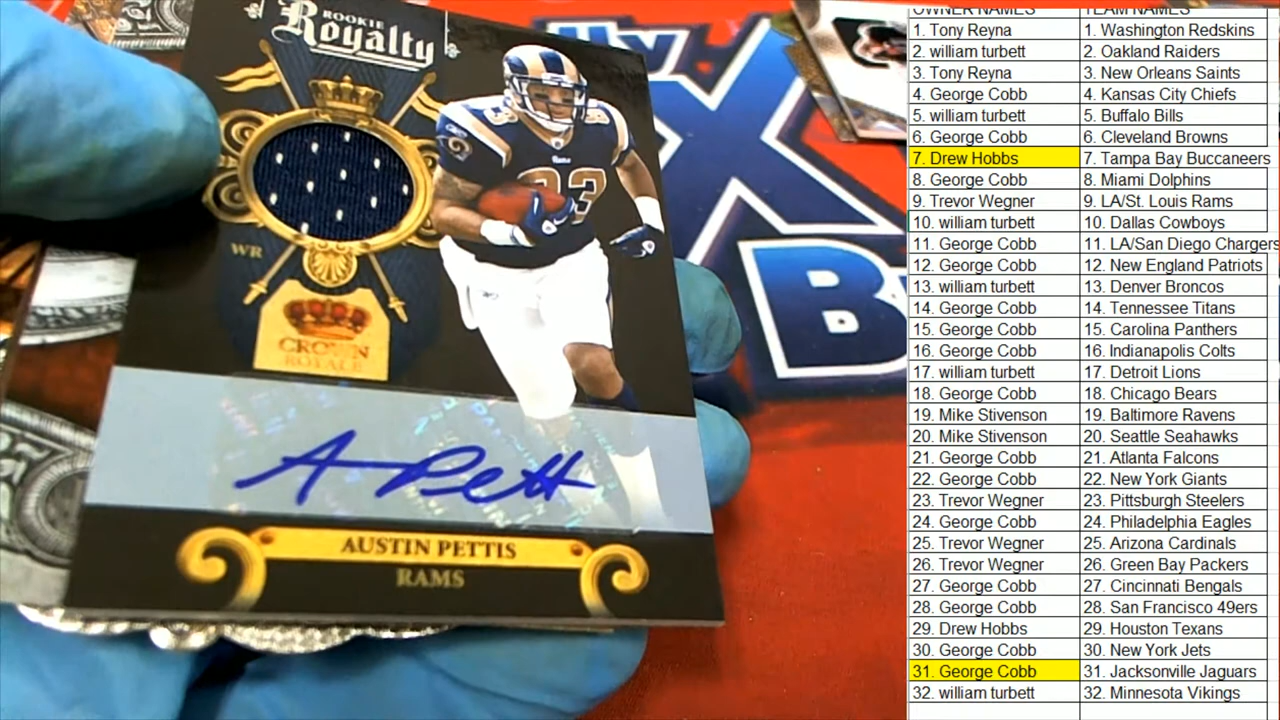 ROOKIE
Royalty
WR
CROWN
ROYALE
Rams
83
A Pett
AUSTIN PETTIS
RAMS
X
B
OWNER NAMES TEAM NAMES
1. Tony Reyna 1. Washington Redskins
2. william turbett 2. Oakland Raiders
3. Tony Reyna 3. New Orleans Saints
4. George Cobb 4. Kansas City Chiefs
5. william turbett 5. Buffalo Bills
6. George Cobb 6. Cleveland Browns
7. Drew Hobbs 7. Tampa Bay Buccaneers
8. George Cobb 8. Miami Dolphins
9. Trevor Wegner 9. LA/St. Louis Rams
10. william turbett 10. Dallas Cowboys
11. George Cobb 11. LA/San Diego Chargers
12. George Cobb 12. New England Patriots
13. william turbett 13. Denver Broncos
14. George Cobb 14. Tennessee Titans
15. George Cobb 15. Carolina Panthers
16. George Cobb 16. Indianapolis Colts
17. william turbett 17. Detroit Lions
18. George Cobb 18. Chicago Bears
19. Mike Stivenson 19. Baltimore Ravens
20. Mike Stivenson 20. Seattle Seahawks
21. George Cobb 21. Atlanta Falcons
22. George Cobb 22. New York Giants
23. Trevor Wegner 23. Pittsburgh Steelers
24. George Cobb 24. Philadelphia Eagles
25. Trevor Wegner 25. Arizona Cardinals
26. Trevor Wegner 26. Green Bay Packers
27. George Cobb 27. Cincinnati Bengals
28. George Cobb 28. San Francisco 49ers
29. Drew Hobbs 29. Houston Texans
30. George Cobb 30. New York Jets
31. George Cobb 31. Jacksonville Jaguars
32. william turbett 32. Minnesota Vikings